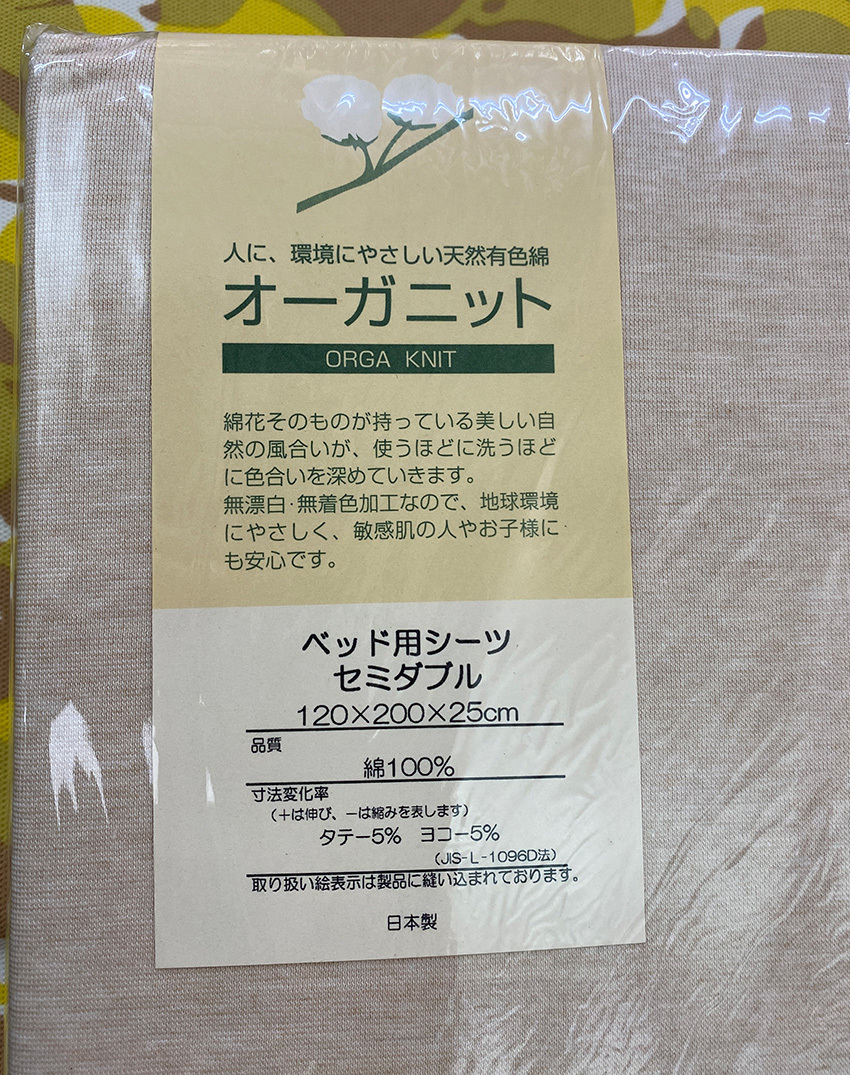 人に、環境にやさしい天然有色綿
オーガニット
ORGA KNIT
綿花そのものが持っている美しい自
然の風合いが、使うほどに洗うほど
に色合いを深めていきます。
無漂白・無着色加工なので、地球環境
にやさしく、敏感肌の人やお子様に
も安心です。
ベッド用シーツ
セミダブル
120×200×25cm
品質
綿100%
寸法変化率
(+は伸び、−は縮みを表します)
タテ−5% ヨコ−5%
(JIS-L-1096D法)
取り扱い絵表示は製品に縫い込まれております。
日本製